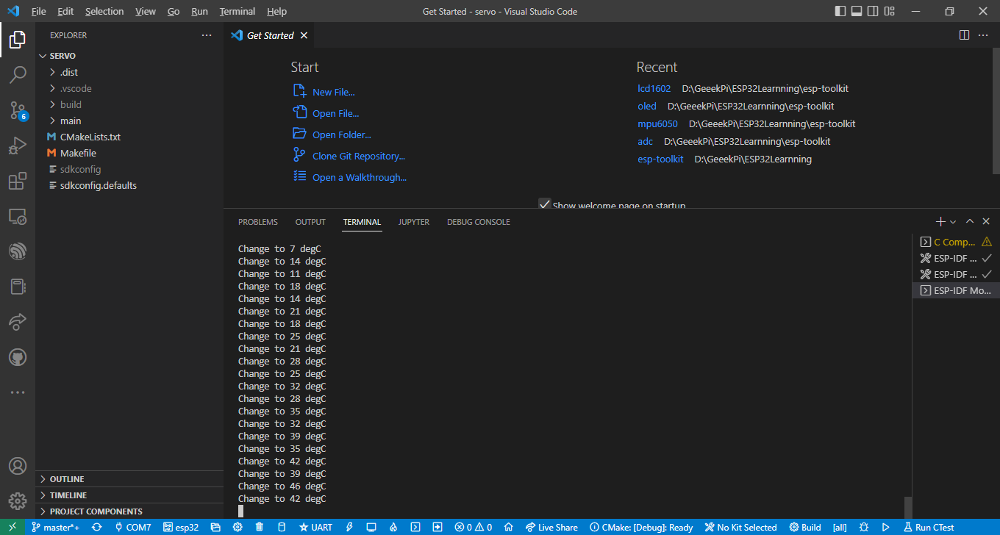 File Edit Selection View Go Run Terminal Help
Get Started - servo - Visual Studio Code
EXPLORER
SERVO
.dist
.vscode
build
main
CMakeLists.txt
Makefile
sdkconfig
sdkconfig.defaults
OUTLINE
TIMELINE
PROJECT COMPONENTS
6
Get Started
Start
New File...
Open File...
Open Folder...
Clone Git Repository...
Open a Walkthrough...
Recent
lcd1602 D:\GeeekPi\ESP32Learnning\esp-toolkit
oled D:\GeeekPi\ESP32Learnning\esp-toolkit
mpu6050 D:\GeeekPi\ESP32Learnning\esp-toolkit
adc D:\GeeekPi\ESP32Learnning\esp-toolkit
esp-toolkit D:\GeeekPi\ESP32Learnning
Show welcome page on startup
PROBLEMS OUTPUT TERMINAL JUPYTER DEBUG CONSOLE
Change to 7 degC
Change to 14 degC
Change to 11 degC
Change to 18 degC
Change to 14 degC
Change to 21 degC
Change to 18 degC
Change to 25 degC
Change to 21 degC
Change to 28 degC
Change to 25 degC
Change to 32 degC
Change to 28 degC
Change to 35 degC
Change to 32 degC
Change to 39 degC
Change to 35 degC
Change to 42 degC
Change to 39 degC
Change to 46 degC
Change to 42 degC
C Comp...
ESP-IDF ...
ESP-IDF ...
ESP-IDF Mo...
master*+ COM7 esp32 UART 0 0 Live Share CMake: [Debug]: Ready No Kit Selected Build [all] Run CTest